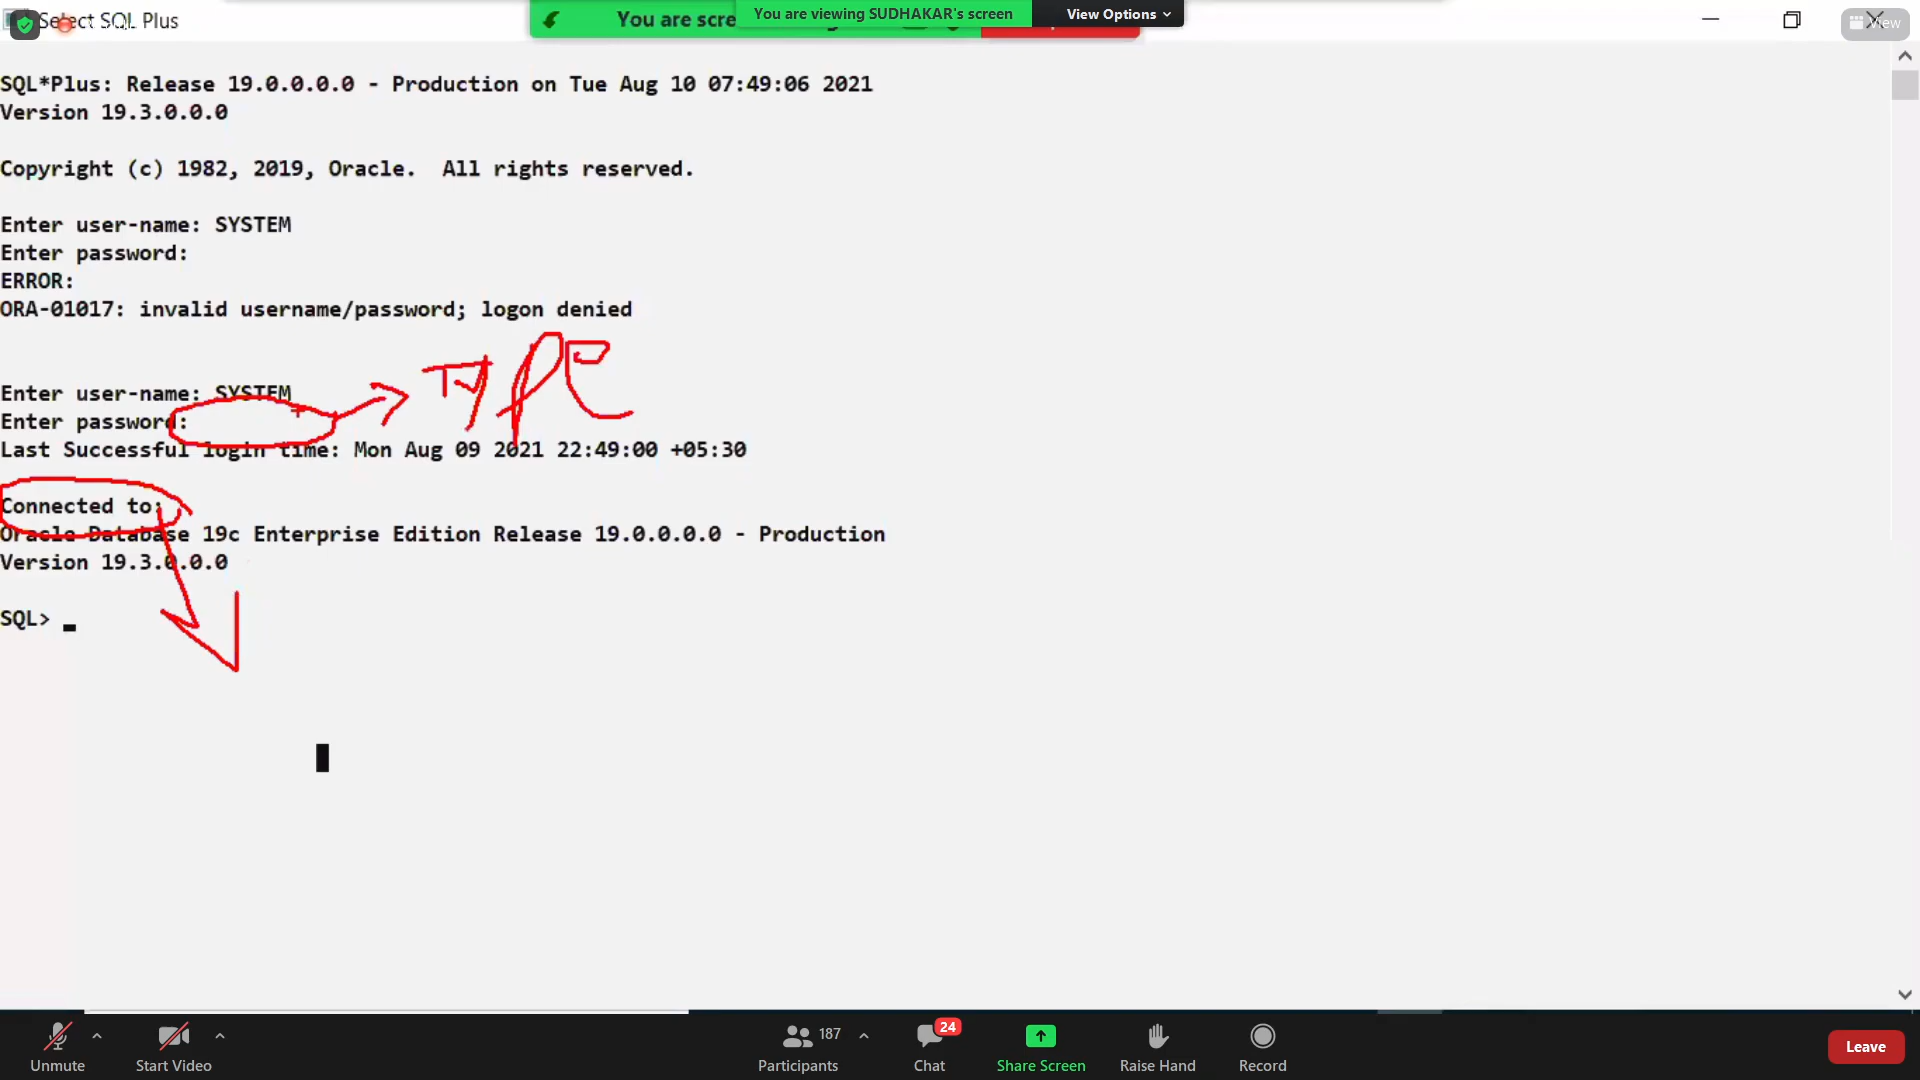 Select SQL Plus
You are scre
You are viewing SUDHAKAR's screen
View Options
View
SQL*Plus: Release 19.0.0.0.0 - Production on Tue Aug 10 07:49:06 2021
Version 19.3.0.0.0
Copyright (c) 1982, 2019, Oracle.  All rights reserved.
Enter user-name: SYSTEM
Enter password:
ERROR:
ORA-01017: invalid username/password; logon denied
TYPE
Enter user-name: SYSTEM
Enter password:
Last Successful login time: Mon Aug 09 2021 22:49:00 +05:30
Connected to:
Oracle Database 19c Enterprise Edition Release 19.0.0.0.0 - Production
Version 19.3.0.0.0
SQL>
Unmute
Start Video
187
Participants
24
Chat
Share Screen
Raise Hand
Record
Leave